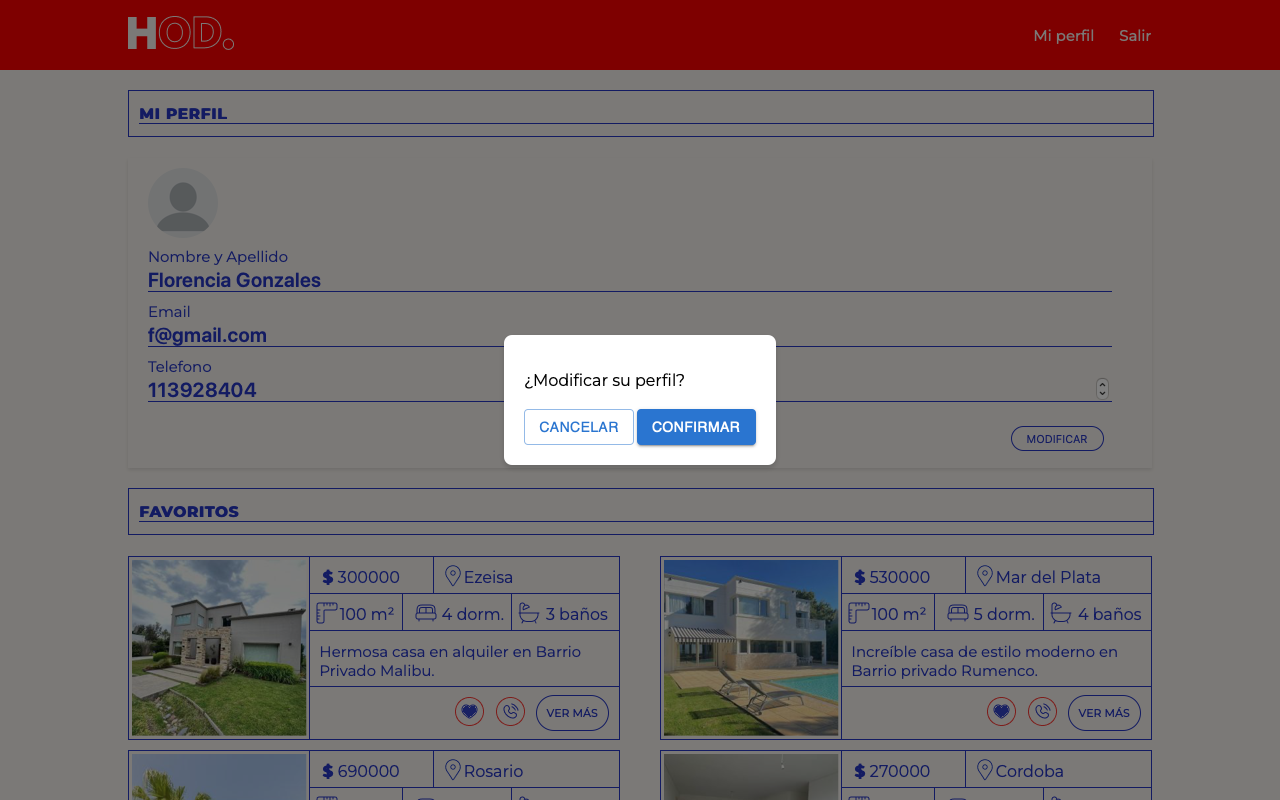 HOD.
Mi perfil Salir
MI PERFIL
Nombre y Apellido
Florencia Gonzales
Email
f@gmail.com
Telefono
113928404
¿Modificar su perfil?
CANCELAR CONFIRMAR
MODIFICAR
FAVORITOS
$ 300000 Ezeisa
100 m² 4 dorm. 3 baños
Hermosa casa en alquiler en Barrio
Privado Malibu.
VER MÁS
$ 530000 Mar del Plata
100 m² 5 dorm. 4 baños
Increíble casa de estilo moderno en
Barrio privado Rumenco.
VER MÁS
$ 690000 Rosario
$ 270000 Cordoba